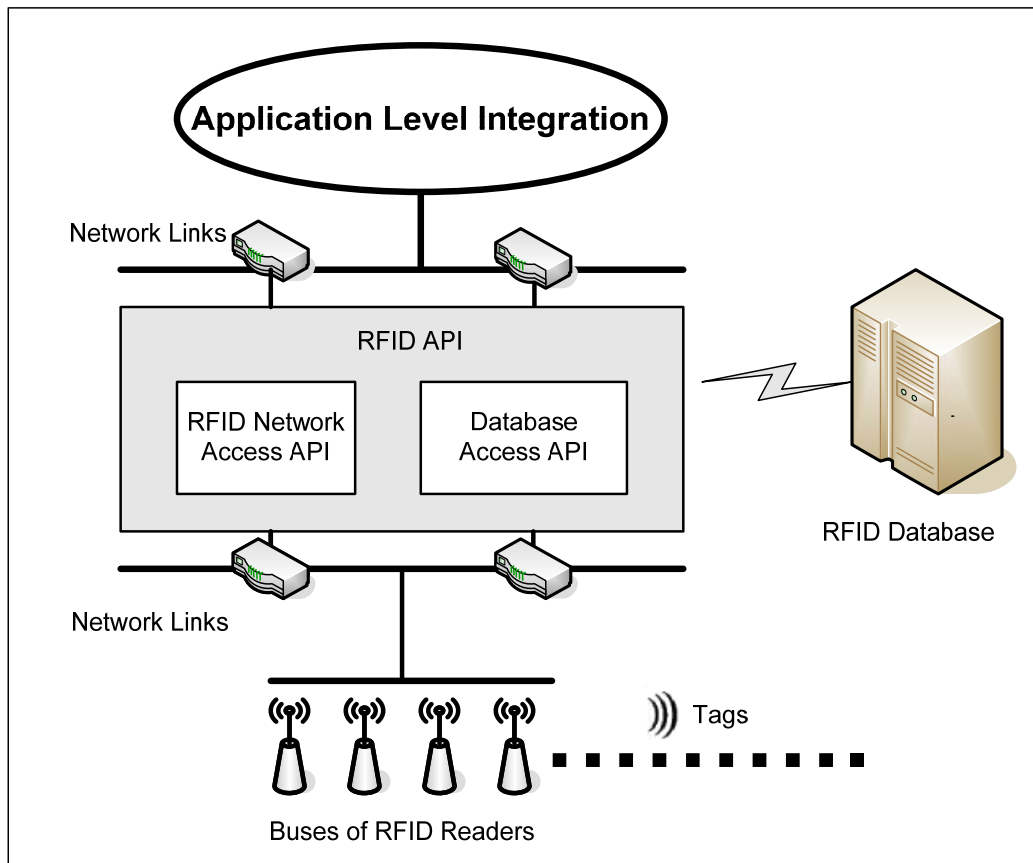 Application Level Integration
Network Links
RFID API
RFID Network
Access API
Database
Access API
RFID Database
Network Links
Tags
Buses of RFID Readers